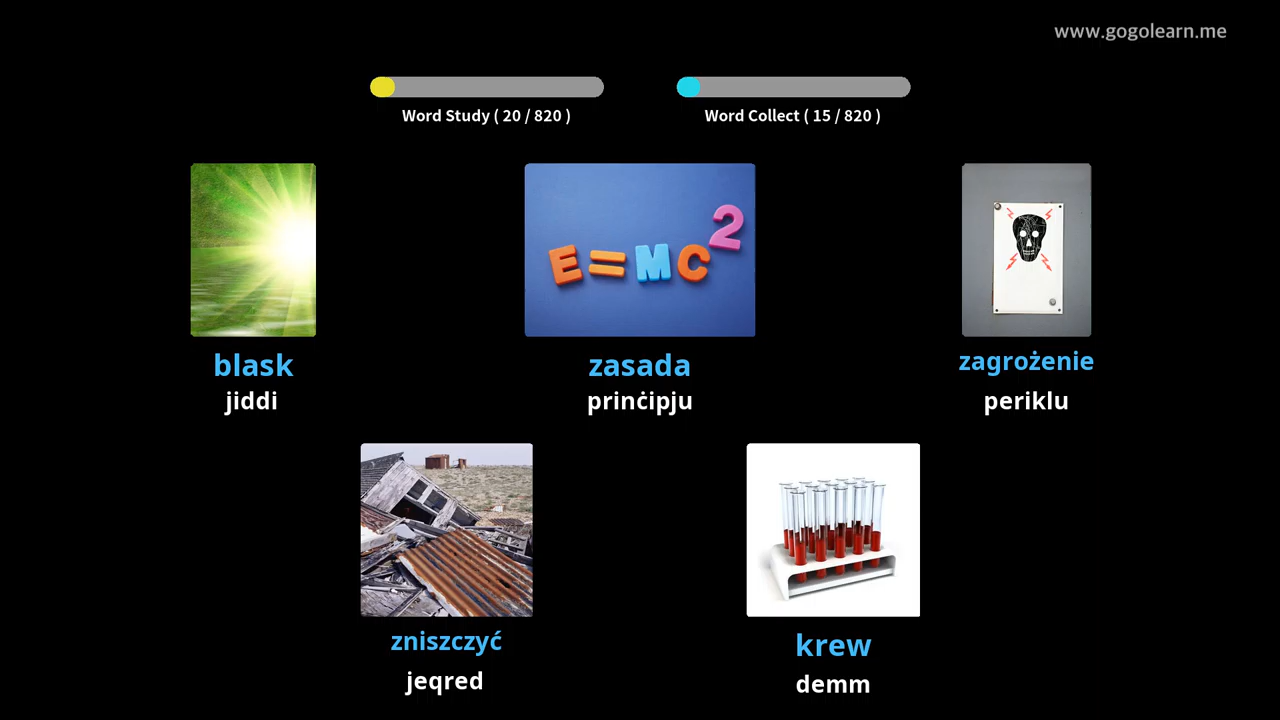 www.gogolearn.me
Word Study ( 20 / 820 )
Word Collect ( 15 / 820 )
E=MC2
blask
jiddi
zasada
prinċipju
zagrożenie
periklu
zniszczyć
jeqred
krew
demm